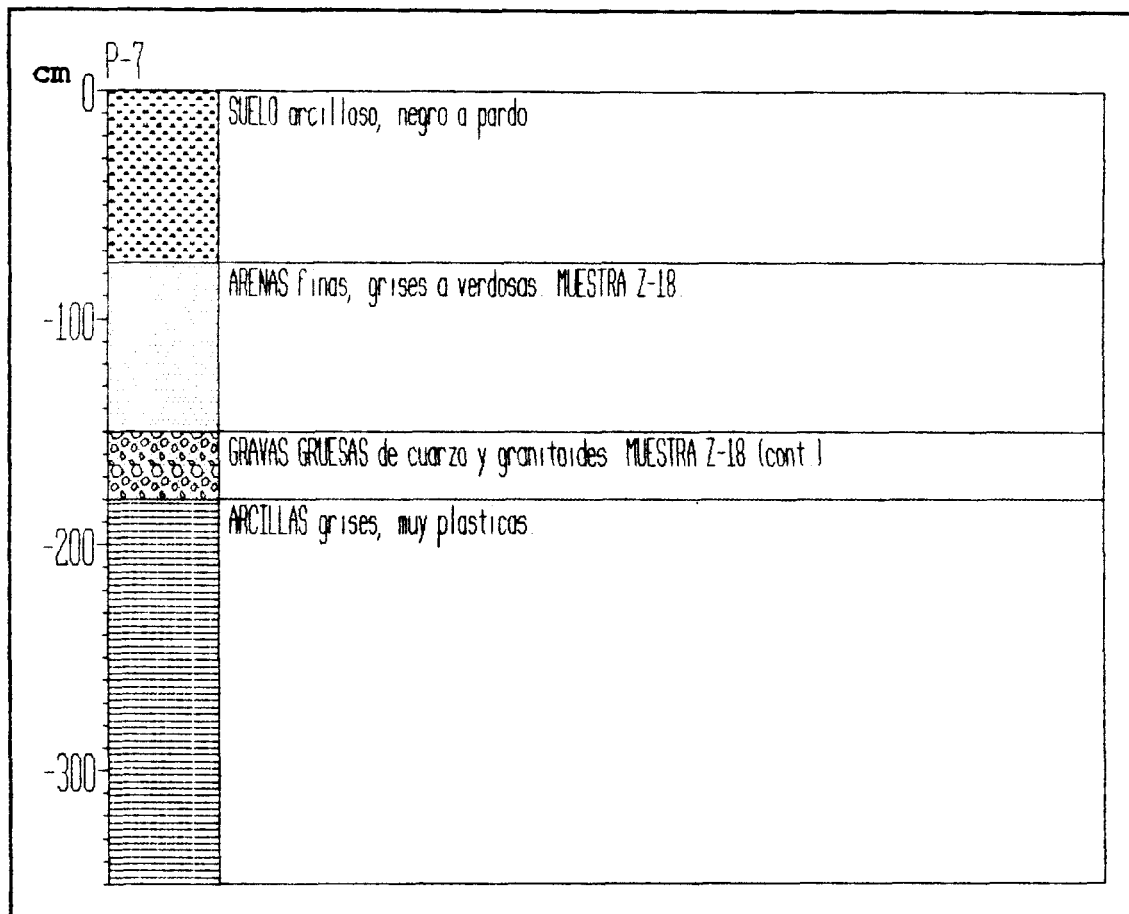 P-7
cm
0
SUELO arcilloso, negro a pardo
ARENAS finas, grises a verdosas. MUESTRA Z-18.
-100
GRAVAS GRUESAS de cuarzo y granitoides MUESTRA Z-18 (cont.)
ARCILLAS grises, muy plasticas.
-200
-300